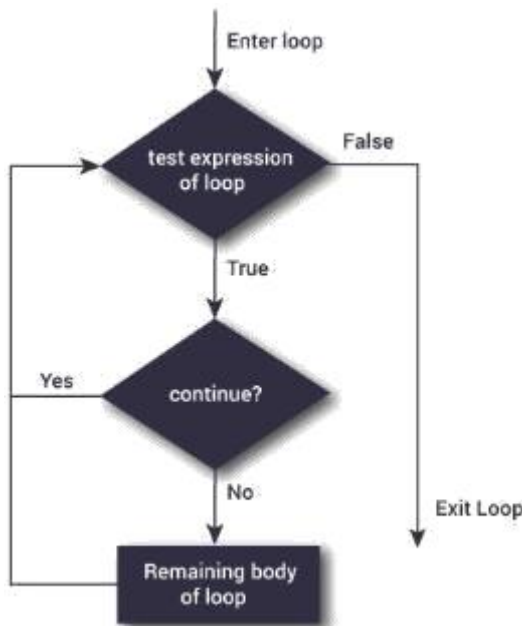 Enter loop
test expression
of loop
False
True
Yes
continue?
No
Exit Loop
Remaining body
of loop